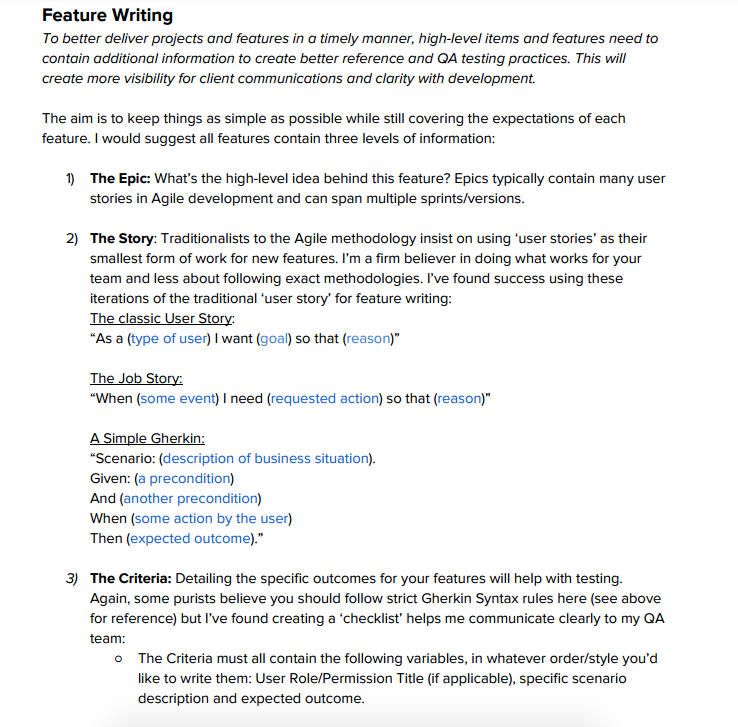 Feature Writing
To better deliver projects and features in a timely manner, high-level items and features need to
contain additional information to create better reference and QA testing practices. This will
create more visibility for client communications and clarity with development.
The aim is to keep things as simple as possible while still covering the expectations of each
feature. I would suggest all features contain three levels of information:
1) The Epic: What's the high-level idea behind this feature? Epics typically contain many user
stories in Agile development and can span multiple sprints/versions.
2) The Story: Traditionalists to the Agile methodology insist on using ‘user stories’ as their
smallest form of work for new features. I'm a firm believer in doing what works for your
team and less about following exact methodologies. I've found success using these
iterations of the traditional ‘user story’ for feature writing:
The classic User Story:
“As a (type of user) I want (goal) so that (reason)”
The Job Story:
“When (some event) I need (requested action) so that (reason)”
A Simple Gherkin:
“Scenario: (description of business situation).
Given: (a precondition)
And (another precondition)
When (some action by the user)
Then (expected outcome).”
3) The Criteria: Detailing the specific outcomes for your features will help with testing.
Again, some purists believe you should follow strict Gherkin Syntax rules here (see above
for reference) but I've found creating a ‘checklist’ helps me communicate clearly to my QA
team:
o The Criteria must all contain the following variables, in whatever order/style you'd
like to write them: User Role/Permission Title (if applicable), specific scenario
description and expected outcome.